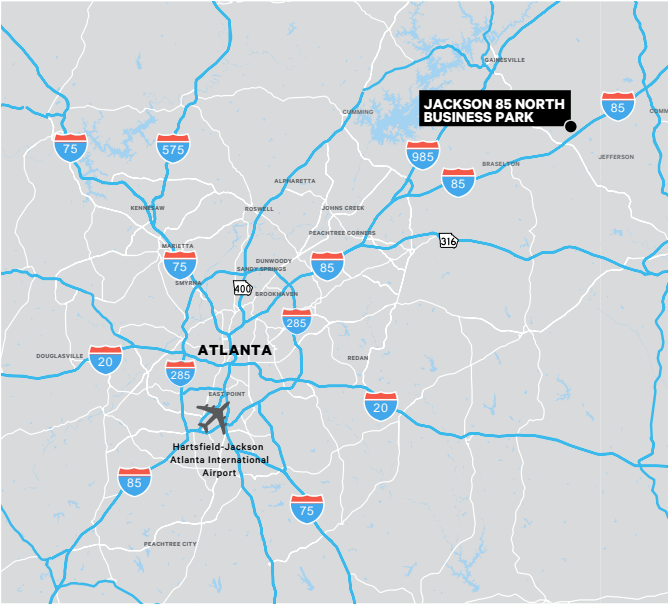 GAINESVILLE
JACKSON 85 NORTH
BUSINESS PARK
85
CUMMING
COMM
75
575
985
JEFFERSON
BRASELTON
85
ALPHARETTA
KENNESAW
ROSWELL
JOHNS CREEK
PEACHTREE CORNERS
316
MARIETTA
75
DUNWOODY
SANDY SPRINGS
85
SMYRNA
400
BROOKHAVEN
285
ATLANTA
DOUGLASVILLE
20
REDAN
285
EAST POINT
20
Hartsfield-Jackson
Atlanta International
Airport
85
75
PEACHTREE CITY